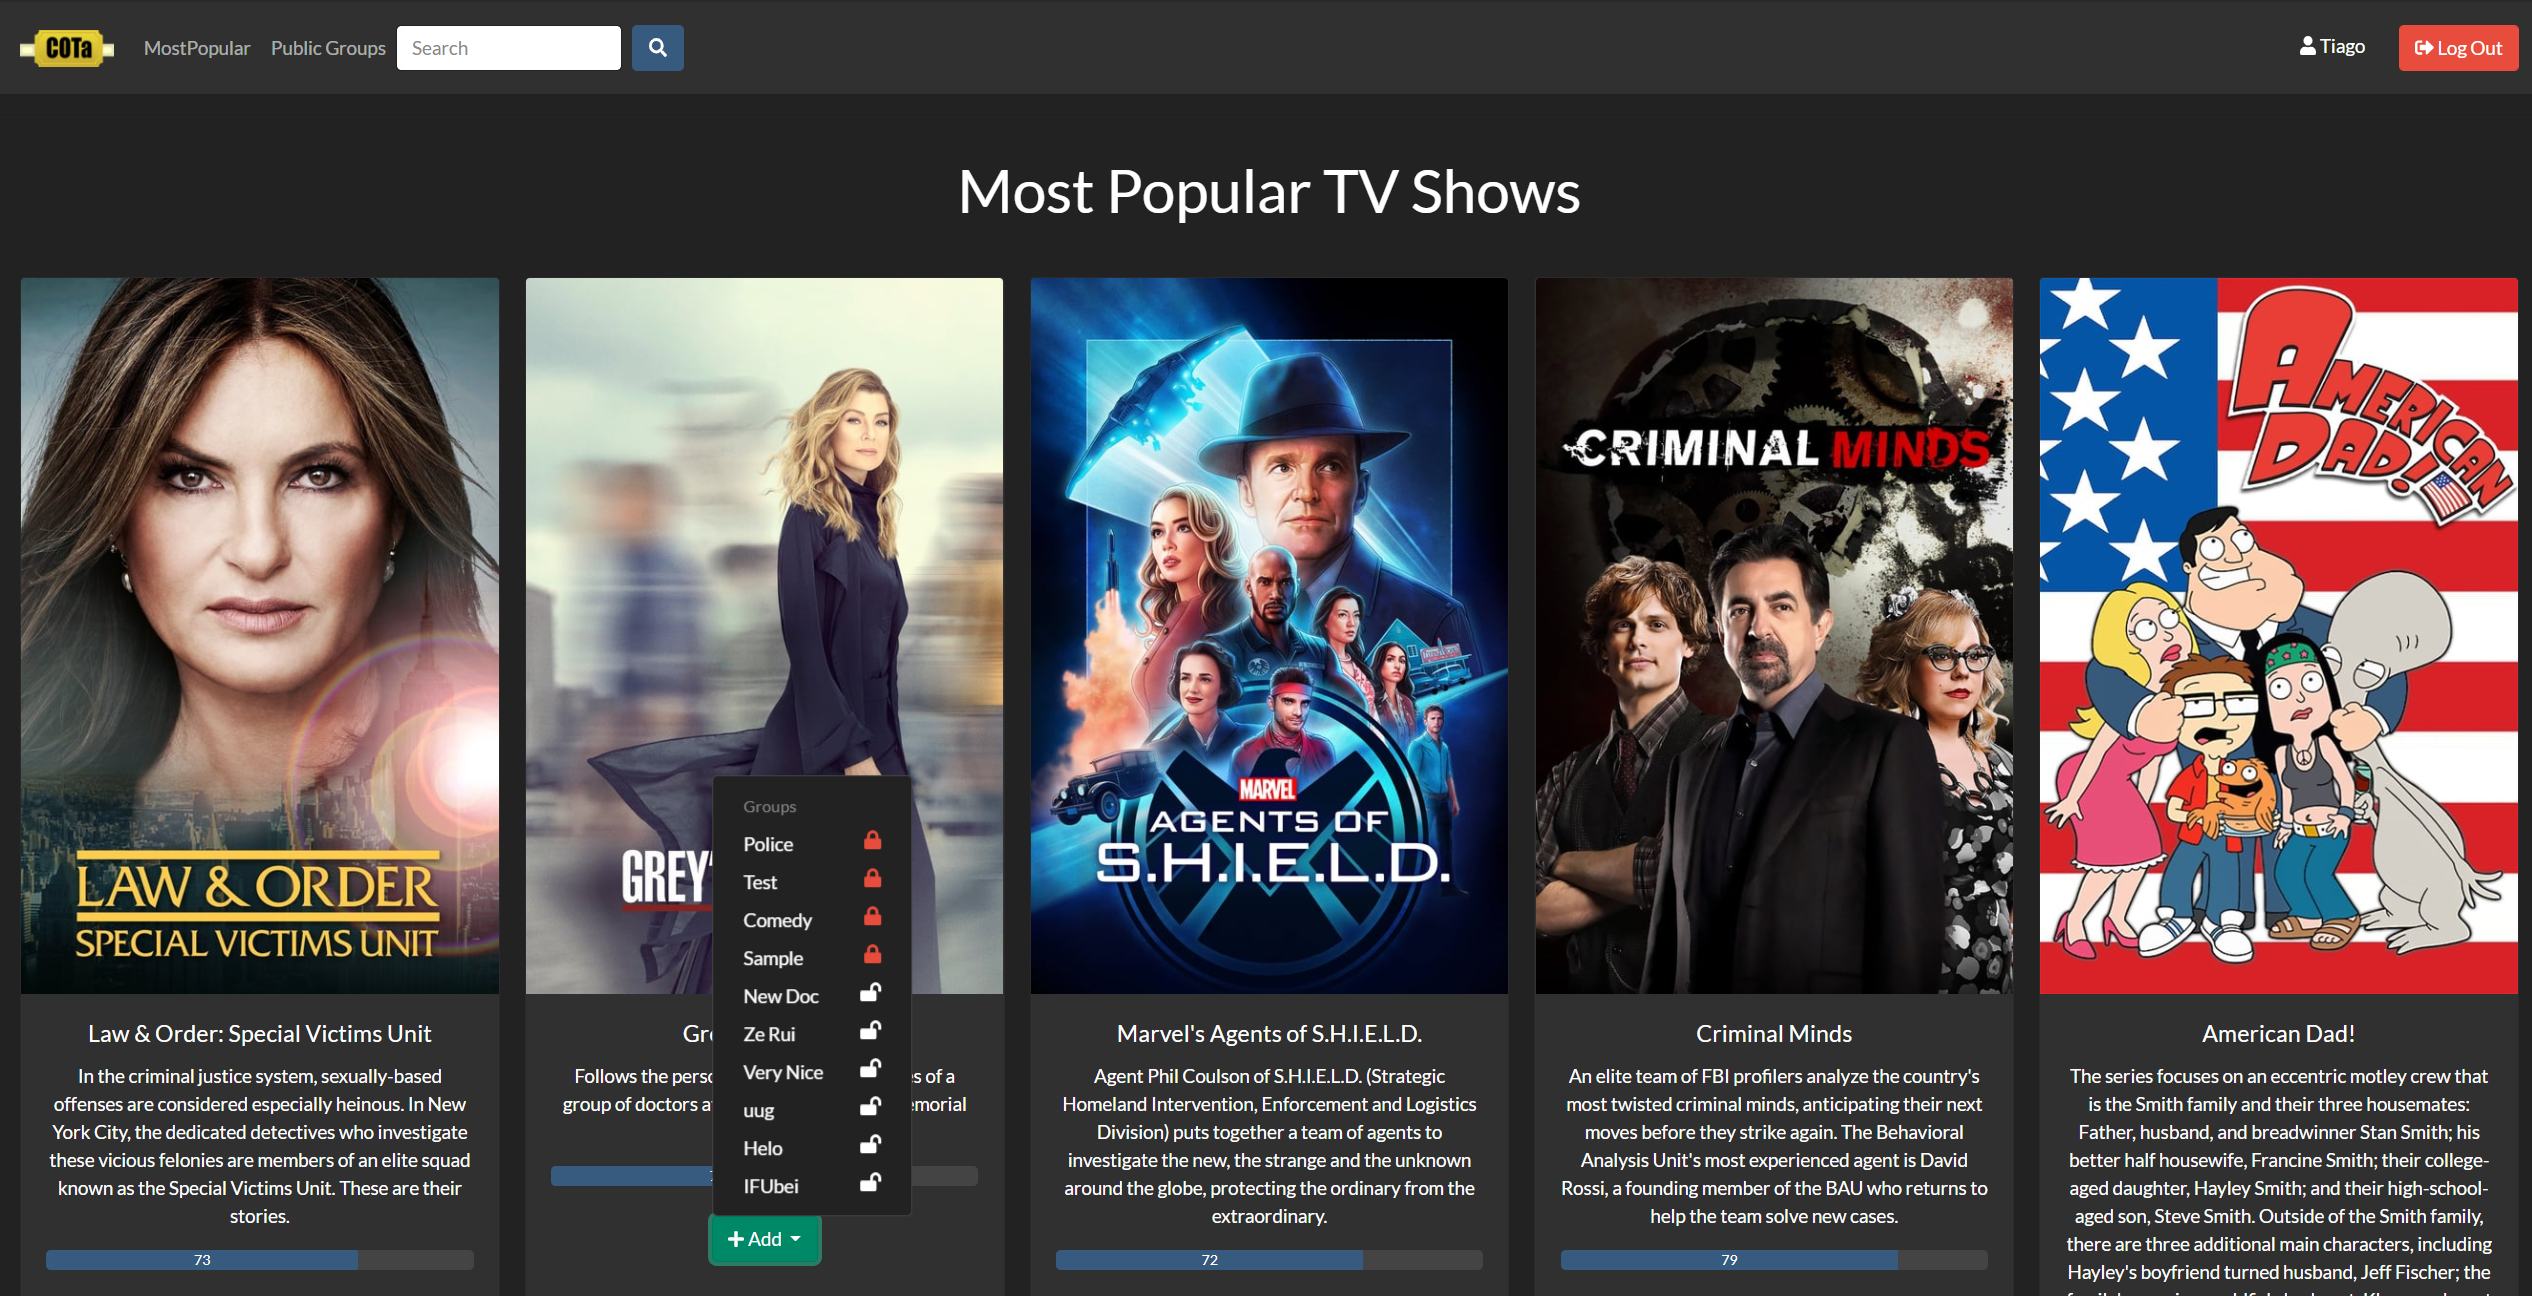 COTa
MostPopular
Public Groups
Search
Tiago
Log Out
Most Popular TV Shows
LAW & ORDER
SPECIAL VICTIMS UNIT
Law & Order: Special Victims Unit
In the criminal justice system, sexually-based
offenses are considered especially heinous. In New
York City, the dedicated detectives who investigate
these vicious felonies are members of an elite squad
known as the Special Victims Unit. These are their
stories.
73
GREY'
Groups
Police
Test
Comedy
Sample
New Doc
Ze Rui
Very Nice
uug
Helo
IFUbei
Follows the
s of a
group of doctors
Add
MARVEL
AGENTS OF
S.H.I.E.L.D.
Marvel's Agents of S.H.I.E.L.D.
Agent Phil Coulson of S.H.I.E.L.D. (Strategic
Homeland Intervention, Enforcement and Logistics
Division) puts together a team of agents to
investigate the new, the strange and the unknown
around the globe, protecting the ordinary from the
extraordinary.
72
CRIMINAL MINDS
Criminal Minds
An elite team of FBI profilers analyze the country's
most twisted criminal minds, anticipating their next
moves before they strike again. The Behavioral
Analysis Unit's most experienced agent is David
Rossi, a founding member of the BAU who returns to
help the team solve new cases.
79
AMERICAN
DAD!
American Dad!
The series focuses on an eccentric motley crew that
is the Smith family and their three housemates:
Father, husband, and breadwinner Stan Smith; his
better half housewife, Francine Smith; their college-
aged daughter, Hayley Smith; and their high-school-
aged son, Steve Smith. Outside of the Smith family,
there are three additional main characters, including
Hayley's boyfriend turned husband, Jeff Fischer; the